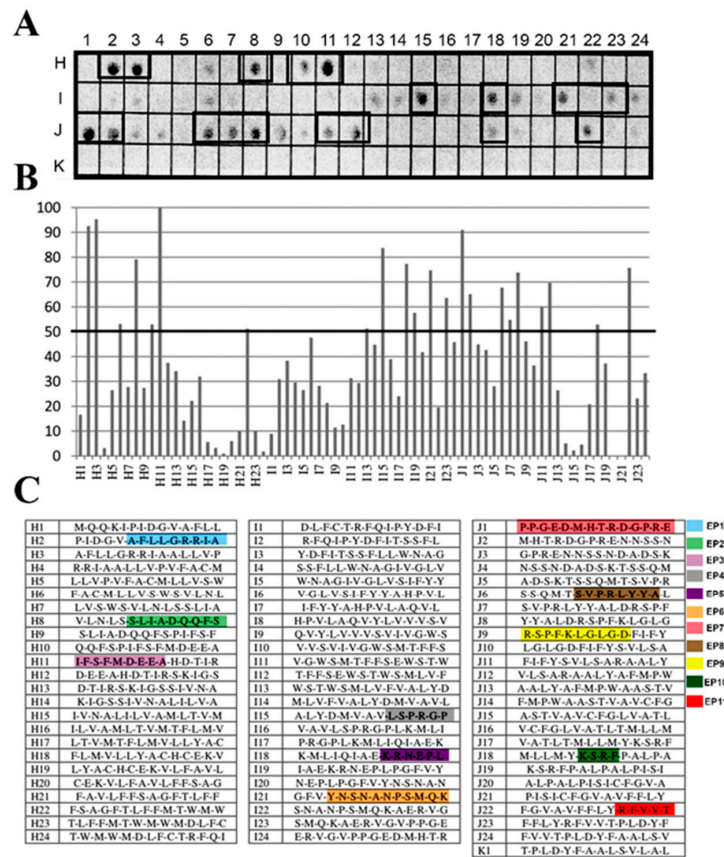 A
1 2 3 4 5 6 7 8 9 10 11 12 13 14 15 16 17 18 19 20 21 22 23 24
H
I
J
K
B
100
90
80
70
60
50
40
30
20
10
0
H1 H3 H5 H7 H9 H11 H13 H15 H17 H19 H21 H23 I1 I3 I5 I7 I9 I11 I13 I15 I17 I19 I21 I23 J1 J3 J5 J7 J9 J11 J13 J15 J17 J19 J21 J23
C
H1 M-Q-Q-K-I-P-I-D-G-V-A-F-L-L
H2 P-I-D-G-V-A-F-L-L-G-R-R-I-A
H3 A-F-L-L-G-R-R-I-A-A-L-L-V-P
H4 R-R-I-A-A-L-L-V-P-V-F-A-C-M
H5 L-L-V-P-V-F-A-C-M-L-L-V-S-W
H6 F-A-C-M-L-L-V-S-W-S-V-L-N-L
H7 L-V-S-W-S-V-L-N-L-S-S-L-I-A
H8 V-L-N-L-S-S-L-I-A-D-Q-Q-F-S
H9 S-L-I-A-D-Q-Q-F-S-P-I-F-S-F
H10 Q-Q-F-S-P-I-F-S-F-M-D-E-E-A
H11 I-F-S-F-M-D-E-E-A-H-D-T-I-R
H12 D-E-E-A-H-D-T-I-R-S-K-I-G-S
H13 D-T-I-R-S-K-I-G-S-S-I-V-N-A
H14 K-I-G-S-S-I-V-N-A-L-I-L-V-A
H15 I-V-N-A-L-I-L-V-A-M-L-T-V-M
H16 I-L-V-A-M-L-T-V-M-T-F-L-M-V
H17 L-T-V-M-T-F-L-M-V-L-L-Y-A-C
H18 F-L-M-V-L-L-Y-A-C-H-C-E-K-V
H19 L-Y-A-C-H-C-E-K-V-L-F-A-V-L
H20 C-E-K-V-L-F-A-V-L-F-F-S-A-G
H21 F-A-V-L-F-F-S-A-G-F-T-L-F-F
H22 F-S-A-G-F-T-L-F-F-M-T-W-M-W
H23 T-L-F-F-M-T-W-M-W-M-D-L-F-C
H24 T-W-M-W-M-D-L-F-C-T-R-F-Q-I
I1 D-L-F-C-T-R-F-Q-I-P-Y-D-F-I
I2 R-F-Q-I-P-Y-D-F-I-T-S-S-F-L
I3 Y-D-F-I-T-S-S-F-L-L-W-N-A-G
I4 S-S-F-L-L-W-N-A-G-V-I-G-L-V
I5 W-N-A-G-V-I-G-L-V-S-I-F-Y-Y
I6 V-G-L-V-S-I-F-Y-Y-A-H-P-V-L
I7 I-F-Y-Y-A-H-P-V-L-A-Q-V-L-V
I8 H-P-V-L-A-Q-V-Y-L-V-V-S-V-I
I9 Q-V-Y-L-V-V-S-V-I-V-G-W-S
I10 V-V-S-V-I-V-G-W-S-M-T-F-F-S
I11 V-G-W-S-M-T-F-F-S-E-W-S-T-W
I12 T-F-F-S-E-W-S-T-W-M-D-V-L-V
I13 W-S-T-W-M-L-V-F-V-A-L-Y-D
I14 M-L-V-F-V-A-L-Y-D-M-V-A-V-L
I15 A-L-Y-D-M-V-A-V-L-S-P-R-G-P
I16 V-A-V-L-S-P-R-G-P-L-K-M-L-I
I17 P-R-G-P-L-K-M-L-I-Q-I-A-E-K
I18 K-M-L-I-Q-I-A-E-K-R-N-E-P-L
I19 I-A-E-K-R-N-E-P-L-P-G-F-V-Y
I20 N-E-P-L-P-G-F-V-Y-N-S-N-A-N
I21 G-F-V-Y-N-S-N-A-N-P-S-M-Q-K
I22 S-N-A-N-P-S-M-Q-K-A-E-R-V-G
I23 S-M-Q-K-A-E-R-V-G-V-P-P-G-E
I24 E-R-V-G-V-P-P-G-E-D-M-H-T-R
J1 P-P-G-E-D-M-H-T-R-D-G-P-R-E
J2 M-H-T-R-D-G-P-R-E-N-N-S-S-N
J3 G-P-R-E-N-N-S-S-N-D-A-D-S-K
J4 N-S-S-N-D-A-D-S-K-T-S-S-Q-M
J5 A-D-S-K-T-S-S-Q-M-T-S-V-P-R
J6 S-S-Q-M-T-S-V-P-R-L-Y-Y-A-L
J7 S-V-P-R-L-Y-Y-A-L-D-R-S-P-F
J8 Y-Y-A-L-D-R-S-P-F-K-L-G-L-G
J9 R-S-P-F-K-L-G-L-G-D-F-I-F-Y
J10 L-G-L-G-D-F-I-F-Y-S-V-L-S-A
J11 F-I-F-Y-S-V-L-S-A-R-A-A-L-Y
J12 V-L-S-A-R-A-A-L-Y-A-F-M-P-W
J13 A-A-L-Y-A-F-M-P-W-A-A-S-T-V
J14 F-M-P-W-A-A-S-T-V-A-V-C-F-G
J15 A-S-T-V-A-V-C-F-G-V-A-T-L
J16 C-F-G-L-V-A-T-L-T-L-M-L-M
J17 V-A-T-L-T-M-L-L-M-Y-K-S-R-F
J18 M-L-L-M-Y-K-S-R-F-P-A-L-P-A
J19 K-S-R-F-P-A-L-P-A-L-P-I-S-I
J20 A-L-P-A-L-P-I-S-I-C-F-G-V-A
J21 P-I-S-I-C-F-G-V-A-V-F-F-L-Y
J22 F-G-V-A-V-F-F-L-Y-R-F-V-V-T
J23 F-F-L-Y-R-F-V-V-T-P-L-D-Y-F
J24 F-V-V-T-P-L-D-Y-F-A-A-L-S-V
K1 T-P-L-D-Y-F-A-A-L-S-V-L-A-L
EP1
EP2
EP3
EP4
EP5
EP6
EP7
EP8
EP9
EP10
EP11